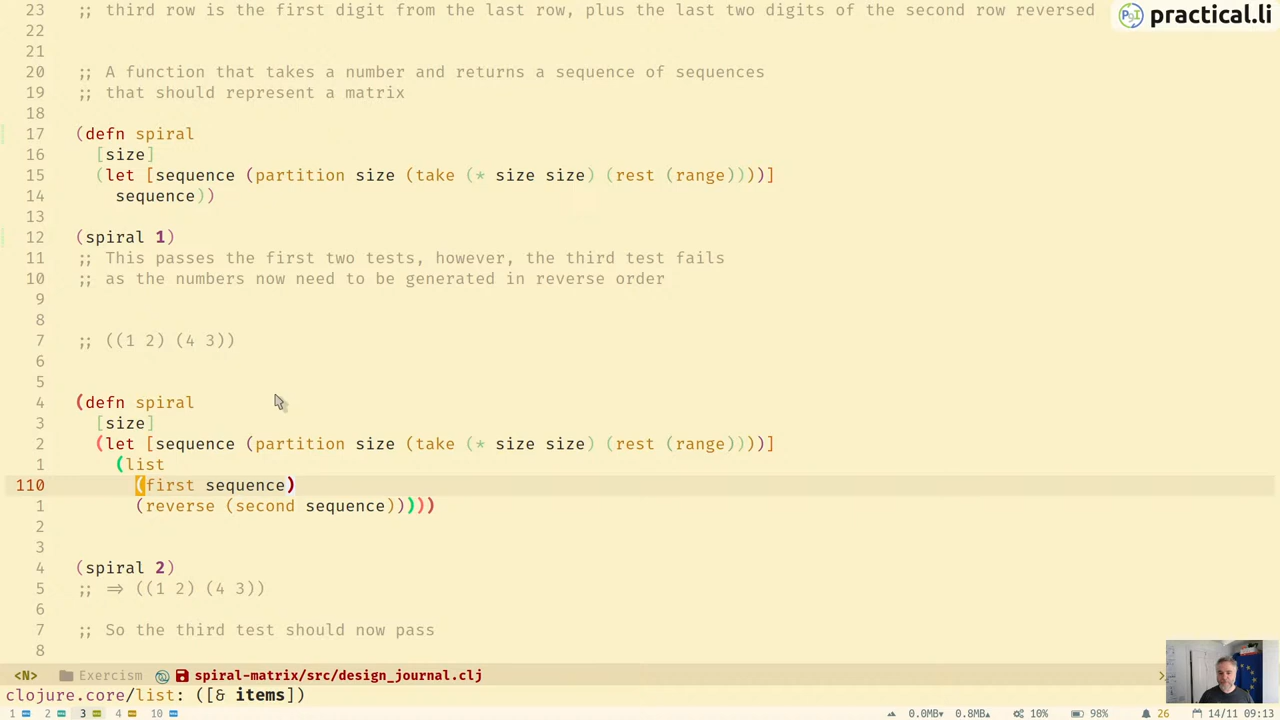 23 ;; third row is the first digit from the last row, plus the last two digits of the second row reversed
practical.li
22
21
20 ;; A function that takes a number and returns a sequence of sequences
19 ;; that should represent a matrix
18
17 (defn spiral
16 [size]
15 (let [sequence (partition size (take (* size size) (rest (range))))]
14 sequence))
13
12 (spiral 1)
11 ;; This passes the first two tests, however, the third test fails
10 ;; as the numbers now need to be generated in reverse order
9
8
7 ;; ((1 2) (4 3))
6
5
4 (defn spiral
3 [size]
2 (let [sequence (partition size (take (* size size) (rest (range))))]
1 (list
110 (first sequence)
1 (reverse (second sequence)))))
2
3
4 (spiral 2)
5 ;; => ((1 2) (4 3))
6
7 ;; So the third test should now pass
8
<N> Exercism spiral-matrix/src/design_journal.clj
clojure.core/list: ([& items])
1 2 3 4 10 0.0MB 0.8MB 10% 98% 26 14/11 09:13